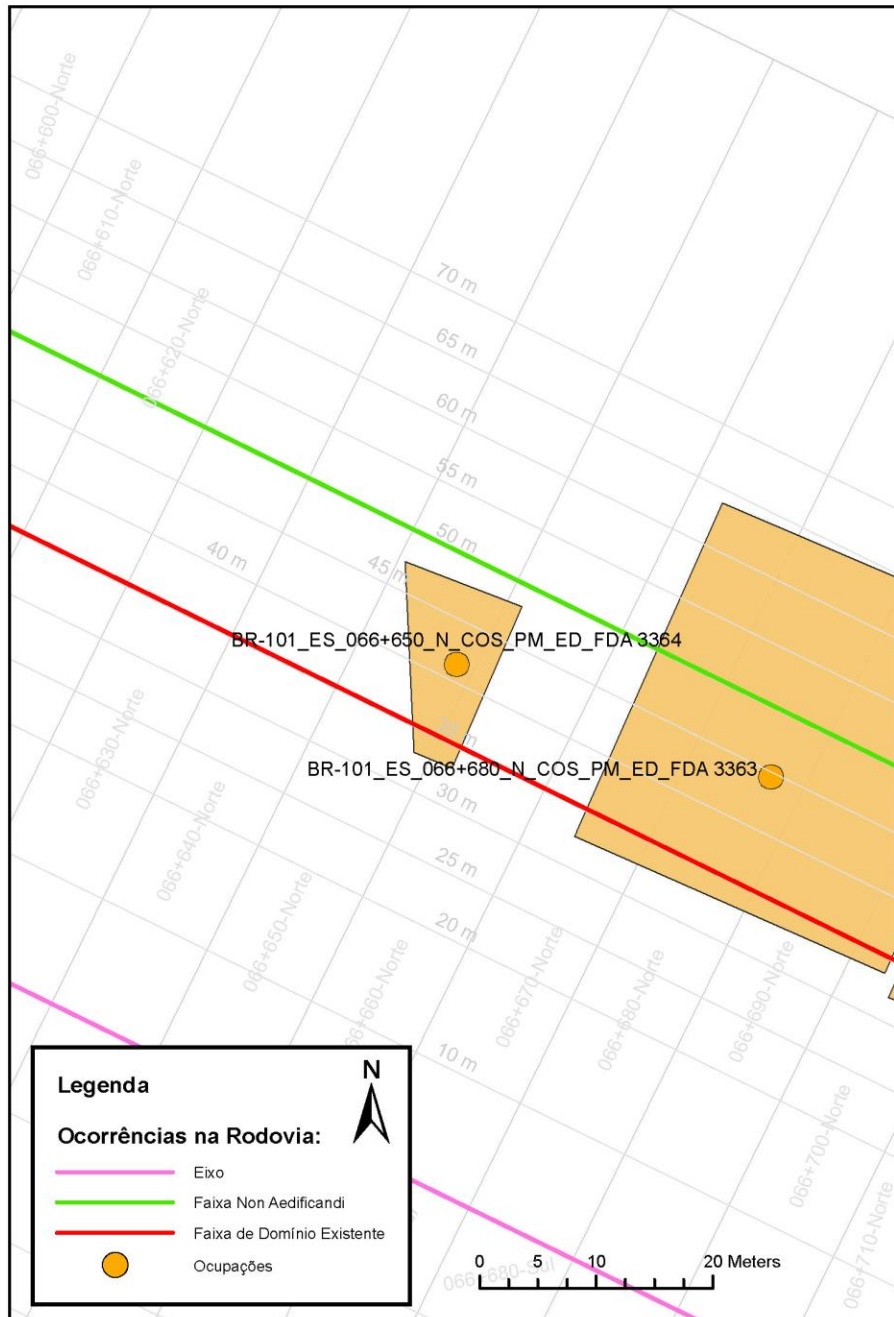 066+600-Norte
066+610-Norte
066+620-Norte
70 m
65 m
60 m
55 m
50 m
45 m
40 m
BR-101_ES_066+650_N_COS_PM_ED_FDA 3364
BR-101_ES_066+680_N_COS_PM_ED_FDA 3363
30 m
25 m
20 m
10 m
066+630-Norte
066+640-Norte
066+650-Norte
066+660-Norte
066+670-Norte
066+680-Norte
066+690-Norte
066+700-Norte
066+710-Norte
066+680-Sul
Legenda
N
Ocorrências na Rodovia:
Eixo
Faixa Non Aedificandi
Faixa de Domínio Existente
Ocupações
0 5 10 20 Meters